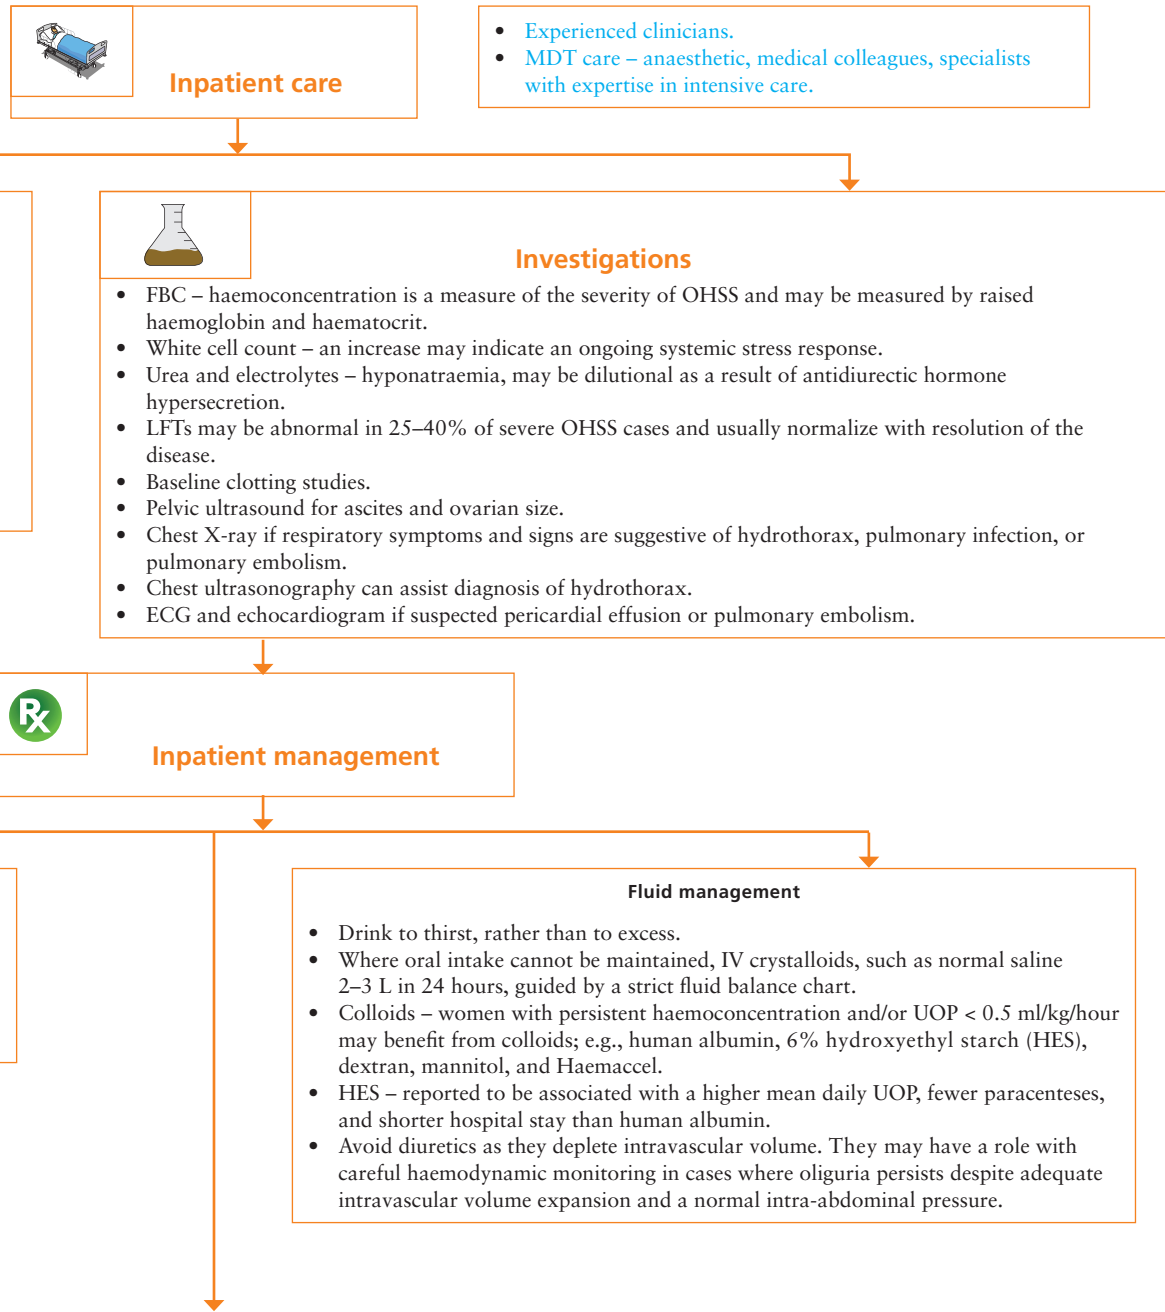 Inpatient care
• Experienced clinicians.
• MDT care – anaesthetic, medical colleagues, specialists
with expertise in intensive care.
Investigations
• FBC – haemoconcentration is a measure of the severity of OHSS and may be measured by raised
haemoglobin and haematocrit.
• White cell count – an increase may indicate an ongoing systemic stress response.
• Urea and electrolytes – hyponatraemia, may be dilutional as a result of antidiurectic hormone
hypersecretion.
• LFTs may be abnormal in 25–40% of severe OHSS cases and usually normalize with resolution of the
disease.
• Baseline clotting studies.
• Pelvic ultrasound for ascites and ovarian size.
• Chest X-ray if respiratory symptoms and signs are suggestive of hydrothorax, pulmonary infection, or
pulmonary embolism.
• Chest ultrasonography can assist diagnosis of hydrothorax.
• ECG and echocardiogram if suspected pericardial effusion or pulmonary embolism.
Rx
Inpatient management
Fluid management
• Drink to thirst, rather than to excess.
• Where oral intake cannot be maintained, IV crystalloids, such as normal saline
2–3 L in 24 hours, guided by a strict fluid balance chart.
• Colloids – women with persistent haemoconcentration and/or UOP < 0.5 ml/kg/hour
may benefit from colloids; e.g., human albumin, 6% hydroxyethyl starch (HES),
dextran, mannitol, and Haemaccel.
• HES – reported to be associated with a higher mean daily UOP, fewer paracenteses,
and shorter hospital stay than human albumin.
• Avoid diuretics as they deplete intravascular volume. They may have a role with
careful haemodynamic monitoring in cases where oliguria persists despite adequate
intravascular volume expansion and a normal intra-abdominal pressure.